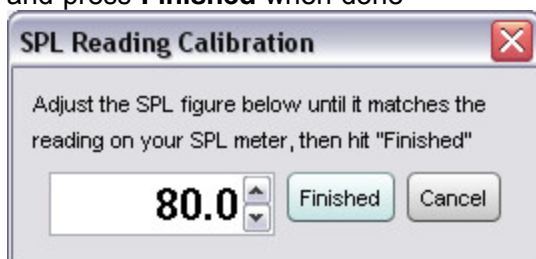 and press Finished when done
SPL Reading Calibration
Adjust the SPL figure below until it matches the
reading on your SPL meter, then hit "Finished"
80.0 Finished Cancel